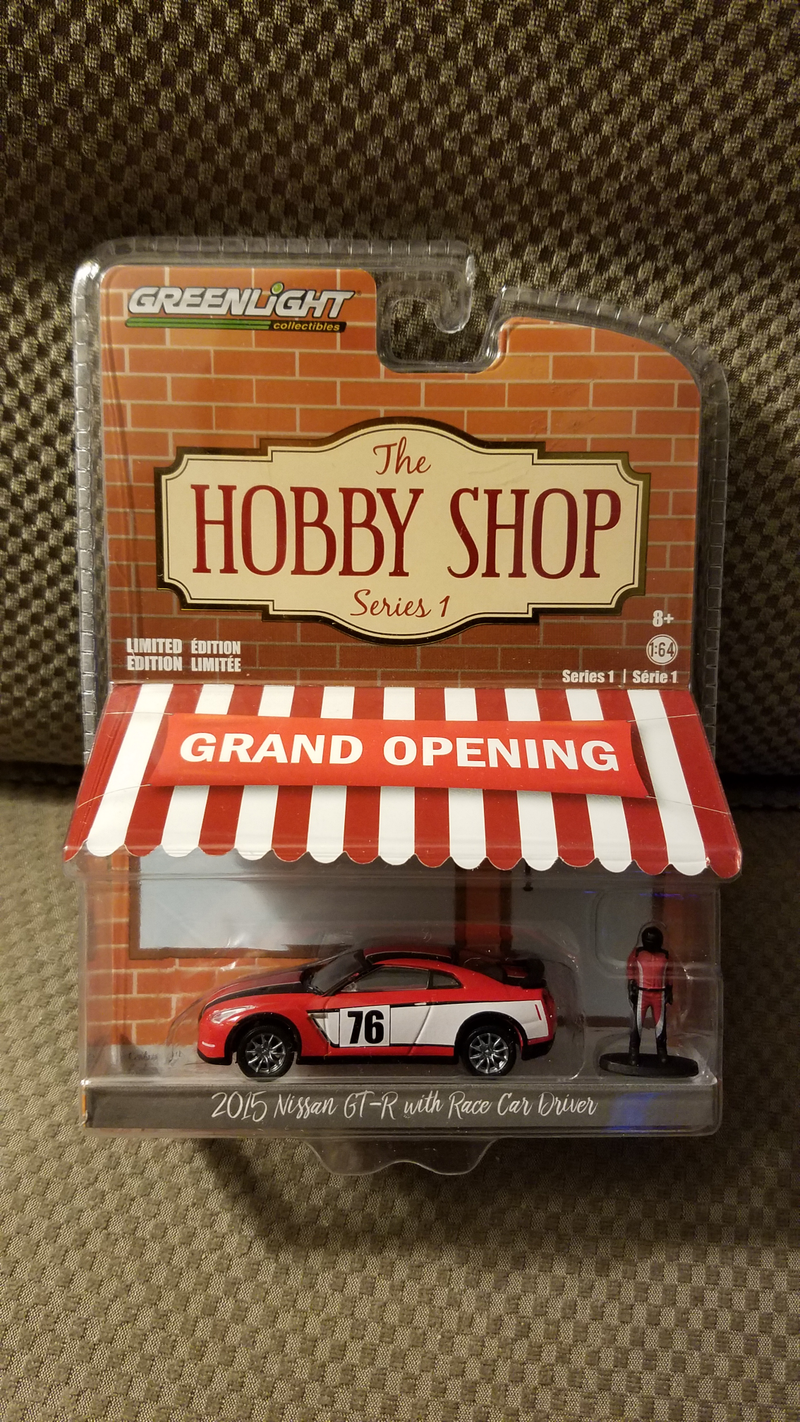 GREENLiGHT
collectibles
The
HOBBY SHOP
Series 1
8+
1:64
LIMITED ÉDITION
EDITION LIMITÉE
Series 1 | Série 1
GRAND OPENING
76
2015 Nissan GT-R with Race Car Driver